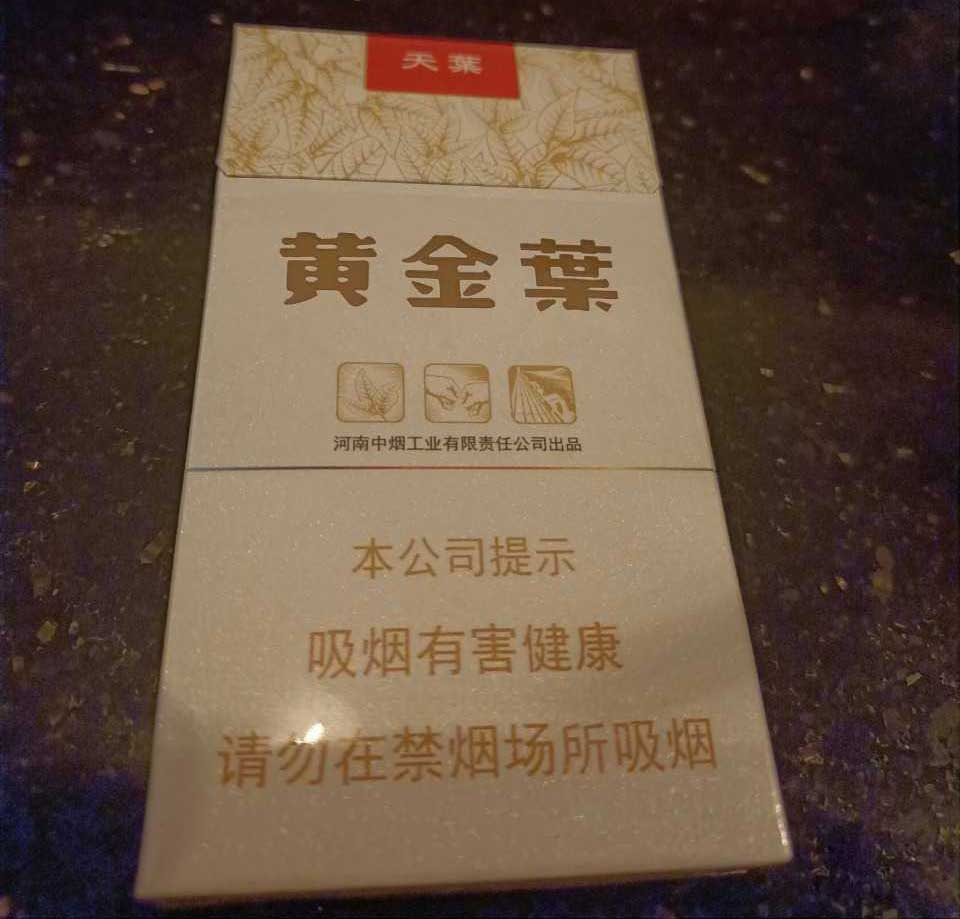 天葉
黄金葉
河南中烟工业有限责任公司出品
本公司提示
吸烟有害健康
请勿在禁烟场所吸烟